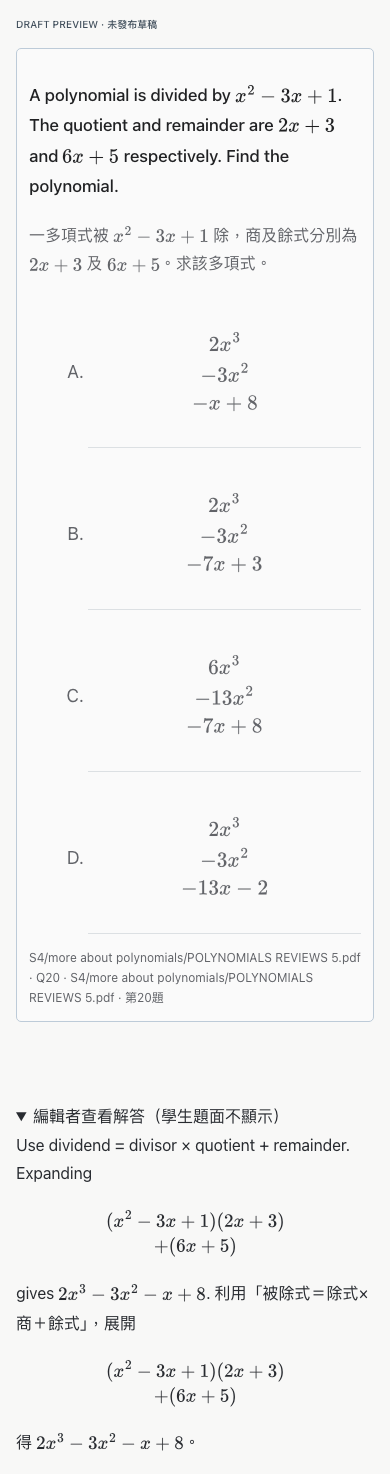 DRAFT PREVIEW · 未發布草稿
A polynomial is divided by x² − 3x + 1.
The quotient and remainder are 2x + 3
and 6x + 5 respectively. Find the
polynomial.
一多項式被 x² − 3x + 1 除，商及餘式分別為
2x + 3 及 6x + 5。求該多項式。
A.
2x³
−3x²
−x + 8
B.
2x³
−3x²
−7x + 3
C.
6x³
−13x²
−7x + 8
D.
2x³
−3x²
−13x − 2
S4/more about polynomials/POLYNOMIALS REVIEWS 5.pdf
· Q20 · S4/more about polynomials/POLYNOMIALS
REVIEWS 5.pdf · 第20題
▼ 編輯者查看解答（學生題面不顯示）
Use dividend = divisor × quotient + remainder.
Expanding
(x² − 3x + 1)(2x + 3)
+(6x + 5)
gives 2x³ − 3x² − x + 8. 利用「被除式＝除式×
商＋餘式」，展開
(x² − 3x + 1)(2x + 3)
+(6x + 5)
得 2x³ − 3x² − x + 8。